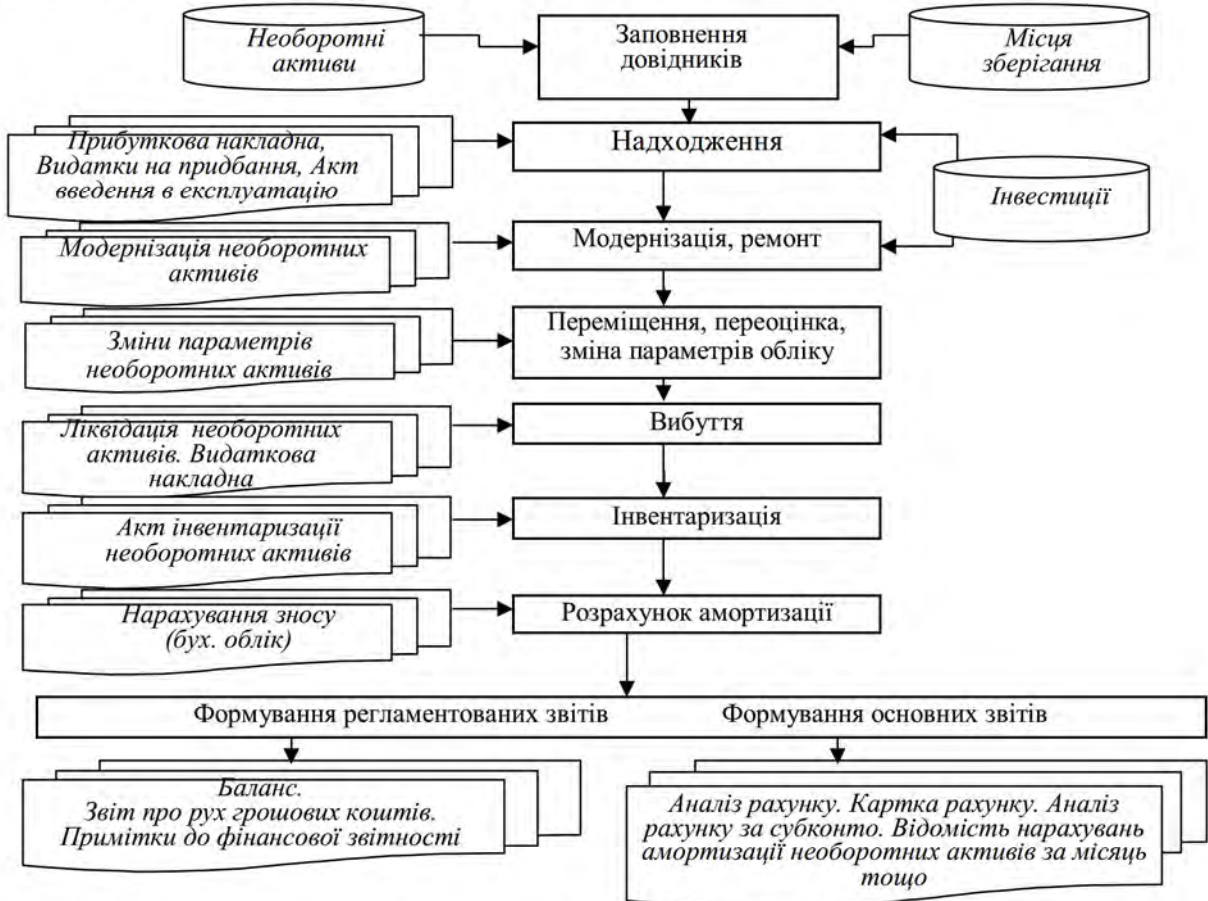 Необоротні
активи
Заповнення
довідників
Місця
зберігання
Прибуткова накладна,
Видатки на придбання, Акт
введення в експлуатацію
Надходження
Інвестиції
Модернізація необоротних
активів
Модернізація, ремонт
Зміни параметрів
необоротних активів
Переміщення, переоцінка,
зміна параметрів обліку
Ліквідація необоротних
активів. Видаткова
накладна
Вибуття
Акт інвентаризації
необоротних активів
Інвентаризація
Нарахування зносу
(бух. облік)
Розрахунок амортизації
Формування регламентованих звітів
Формування основних звітів
Баланс.
Звіт про рух грошових коштів.
Примітки до фінансової звітності
Аналіз рахунку. Картка рахунку. Аналіз
рахунку за субконто. Відомість нарахувань
амортизації необоротних активів за місяць
тощо